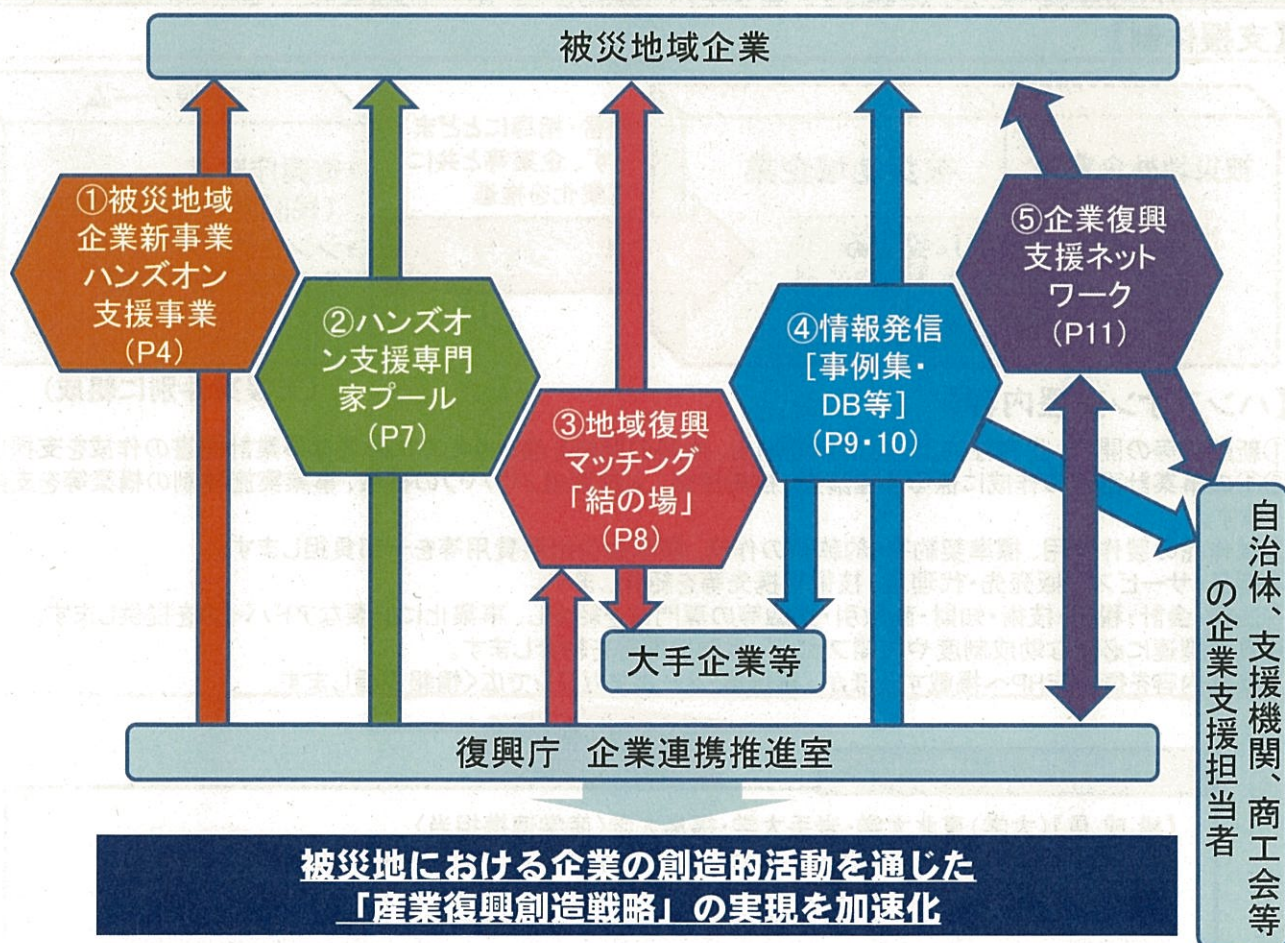 被災地域企業
①被災地域
企業新事業
ハンズオン
支援事業
(P4)
②ハンズオ
ン支援専門
家プール
(P7)
③地域復興
マッチング
「結の場」
(P8)
④情報発信
[事例集・
DB等]
(P9・10)
⑤企業復興
支援ネット
ワーク
(P11)
大手企業等
自治体、支援機関、商工会等
の企業支援担当者
復興庁 企業連携推進室
被災地における企業の創造的活動を通じた
「産業復興創造戦略」の実現を加速化